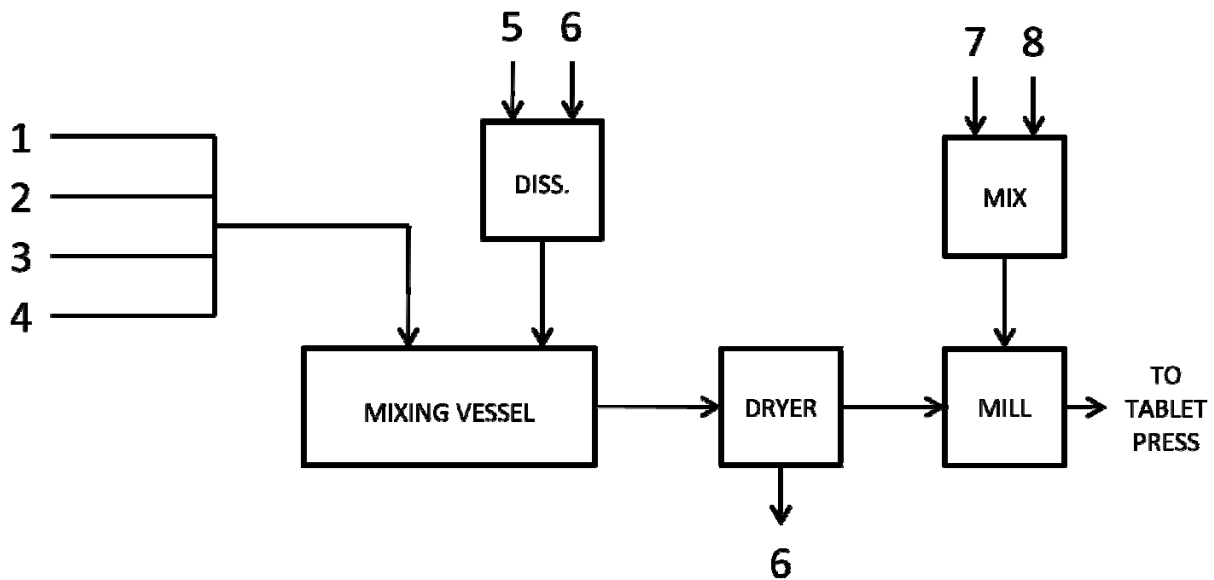 5 6
7 8
1
2
3
4
DISS.
MIX
MIXING VESSEL
DRYER
MILL
TO
TABLET
PRESS
6